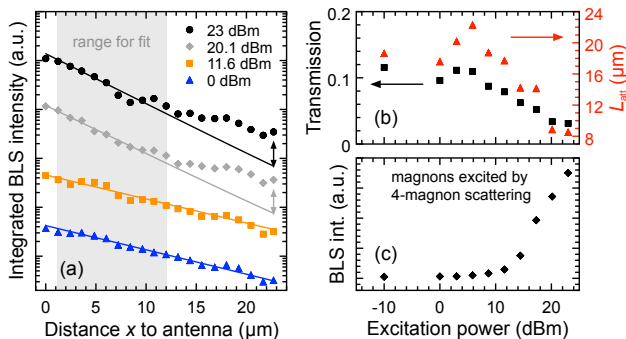 Integrated BLS intensity (a.u.)
range for fit
23 dBm
20.1 dBm
11.6 dBm
0 dBm
(a)
0 5 10 15 20
Distance x to antenna (µm)
Transmission
0.2
0.1
0
(b)
24
20
16
12
8
Latt (µm)
BLS int. (a.u.)
magnons excited by
4-magnon scattering
(c)
-10 0 10 20
Excitation power (dBm)